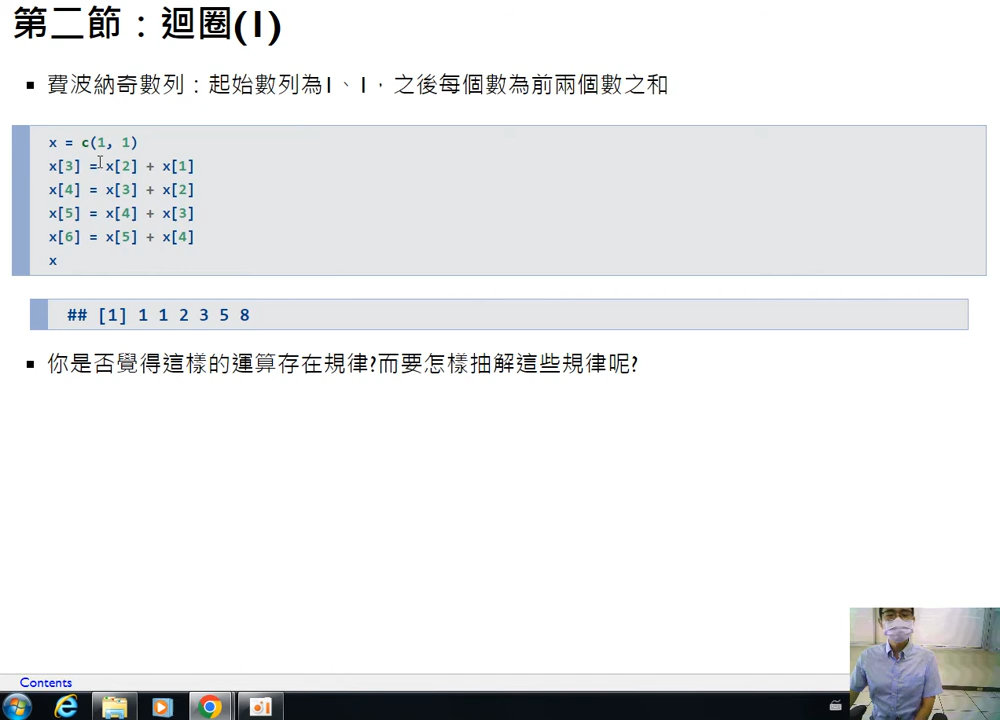 第二節：迴圈(1)
▪ 費波納奇數列：起始數列為1、1，之後每個數為前兩個數之和
x = c(1, 1)
x[3] = x[2] + x[1]
x[4] = x[3] + x[2]
x[5] = x[4] + x[3]
x[6] = x[5] + x[4]
x
## [1] 1 1 2 3 5 8
▪ 你是否覺得這樣的運算存在規律?而要怎樣抽解這些規律呢?
Contents